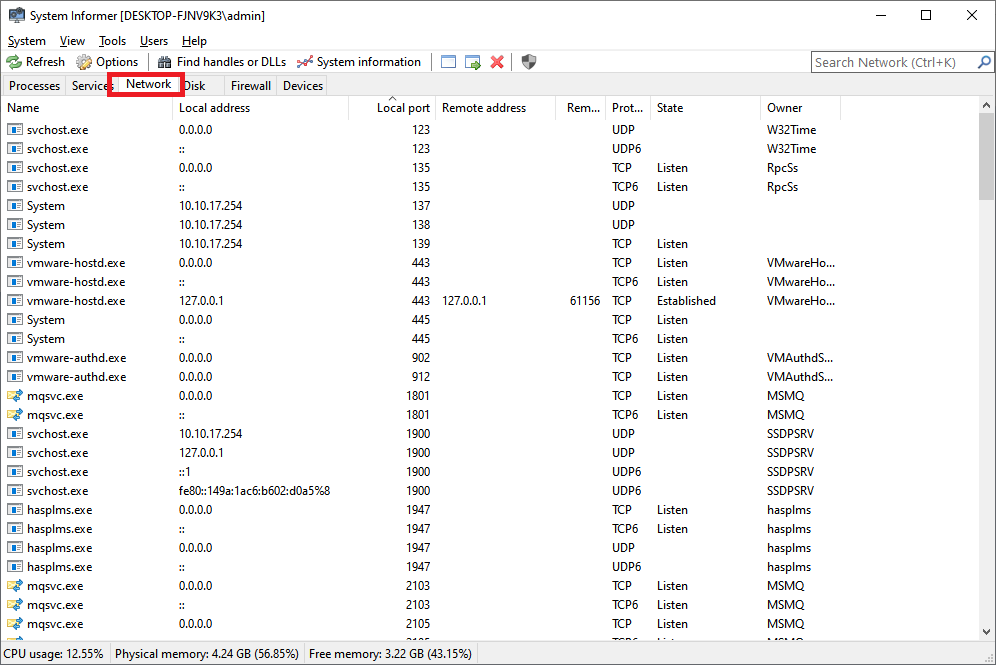 System Informer [DESKTOP-FJNV9K3\admin]
System View Tools Users Help
Refresh Options Find handles or DLLs System information Search Network (Ctrl+K)
Processes Services Network Disk Firewall Devices
Name Local address Local port Remote address Rem... Prot... State Owner
svchost.exe 0.0.0.0 123 UDP W32Time
svchost.exe :: 123 UDP6 W32Time
svchost.exe 0.0.0.0 135 TCP Listen RpcSs
svchost.exe :: 135 TCP6 Listen RpcSs
System 10.10.17.254 137 UDP
System 10.10.17.254 138 UDP
System 10.10.17.254 139 TCP Listen
vmware-hostd.exe 0.0.0.0 443 TCP Listen VMwareHo...
vmware-hostd.exe :: 443 TCP6 Listen VMwareHo...
vmware-hostd.exe 127.0.0.1 443 127.0.0.1 61156 TCP Established VMwareHo...
System 0.0.0.0 445 TCP Listen
System :: 445 TCP6 Listen
vmware-authd.exe 0.0.0.0 902 TCP Listen VMAuthdS...
vmware-authd.exe 0.0.0.0 912 TCP Listen VMAuthdS...
mqsvc.exe 0.0.0.0 1801 TCP Listen MSMQ
mqsvc.exe :: 1801 TCP6 Listen MSMQ
svchost.exe 10.10.17.254 1900 UDP SSDPSRV
svchost.exe 127.0.0.1 1900 UDP SSDPSRV
svchost.exe ::1 1900 UDP6 SSDPSRV
svchost.exe fe80::149a:1ac6:b602:d0a5%8 1900 UDP6 SSDPSRV
hasplms.exe 0.0.0.0 1947 TCP Listen hasplms
hasplms.exe :: 1947 TCP6 Listen hasplms
hasplms.exe 0.0.0.0 1947 UDP hasplms
hasplms.exe :: 1947 UDP6 hasplms
mqsvc.exe 0.0.0.0 2103 TCP Listen MSMQ
mqsvc.exe :: 2103 TCP6 Listen MSMQ
mqsvc.exe 0.0.0.0 2105 TCP Listen MSMQ
CPU usage: 12.55% Physical memory: 4.24 GB (56.85%) Free memory: 3.22 GB (43.15%)